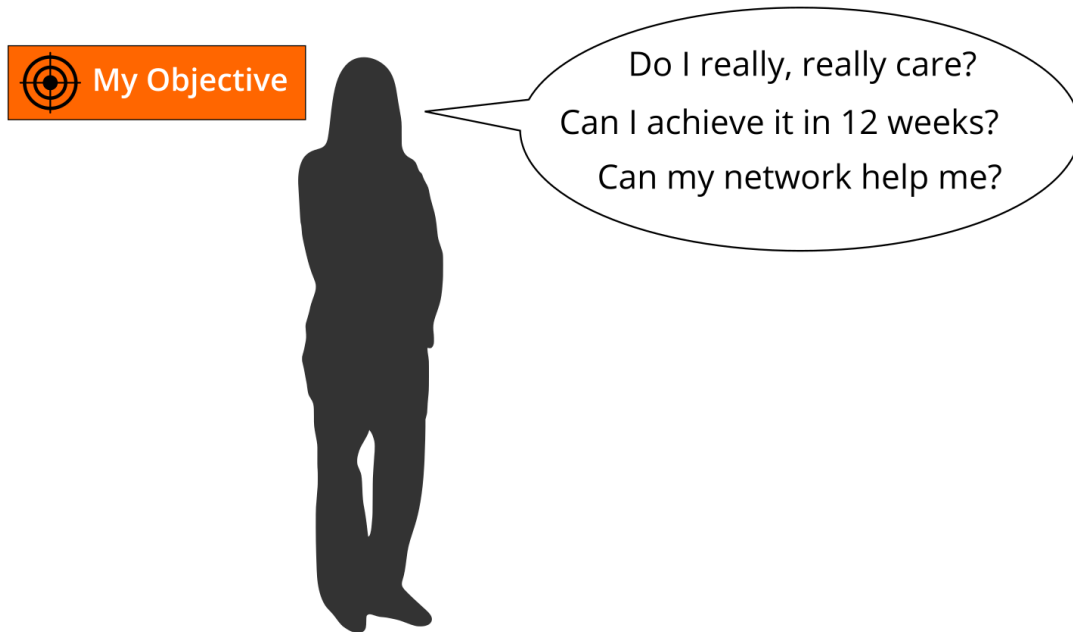 My Objective
Do I really, really care?
Can I achieve it in 12 weeks?
Can my network help me?